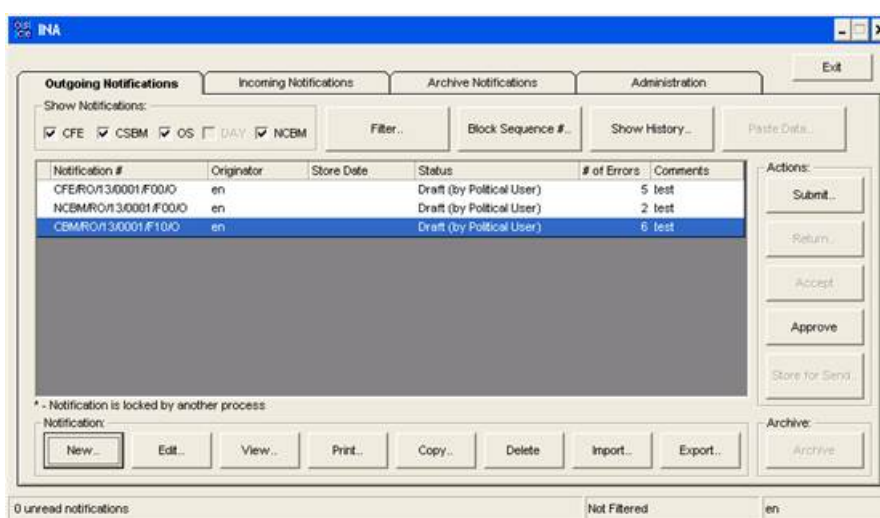 INA
Exit
Outgoing Notifications Incoming Notifications Archive Notifications Administration
Show Notifications:
CFE CSBM OS DAY NCBM Filter.. Block Sequence #.. Show History.. Paste Data..
Notification # Originator Store Date Status # of Errors Comments Actions:
CFE/RO/13/0001/F00/O en Draft (by Political User) 5 test
NCBM/RO/13/0001/F00/O en Draft (by Political User) 2 test
CBM/RO/13/0001/F10/O en Draft (by Political User) 6 test
Submit..
Return..
Accept
Approve
Store for Send
* - Notification is locked by another process
Notification: Archive:
New.. Edit.. View.. Print.. Copy.. Delete Import.. Export.. Archive
0 unread notifications Not Filtered en